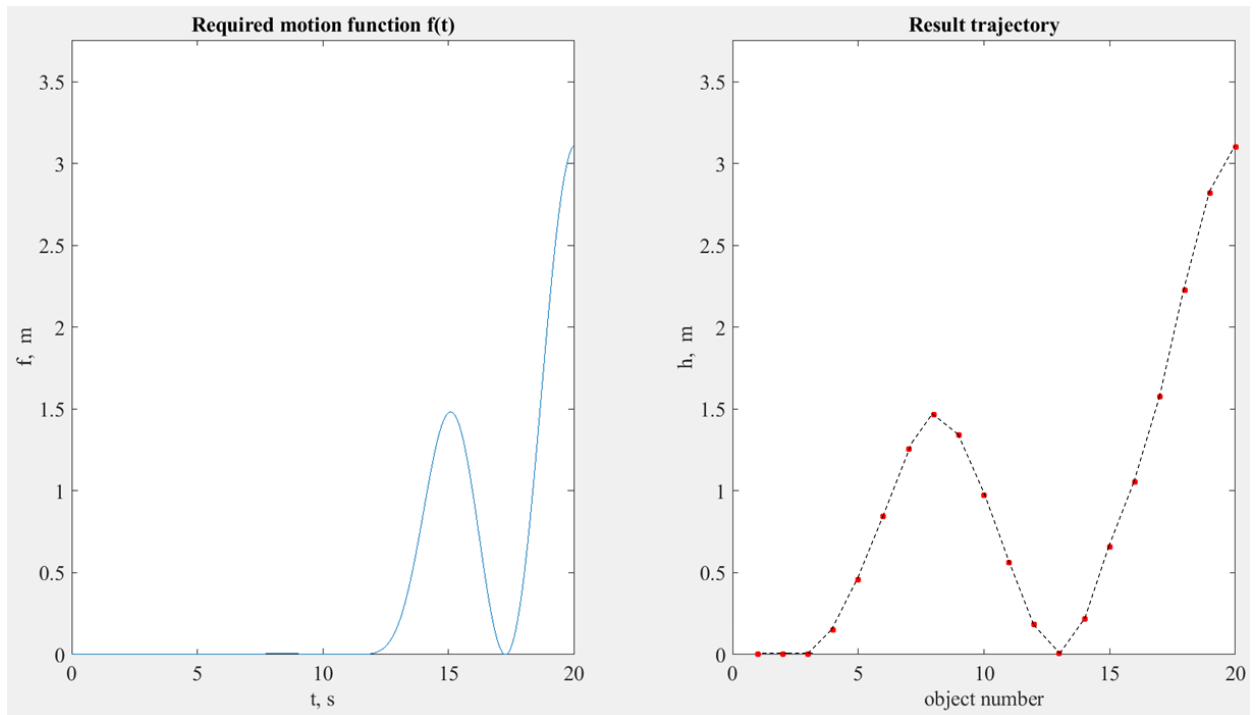 Required motion function f(t)
3.5
3
2.5
2
1.5
1
0.5
0
f, m
0 5 10 15 20
t, s
Result trajectory
3.5
3
2.5
2
1.5
1
0.5
0
h, m
0 5 10 15 20
object number